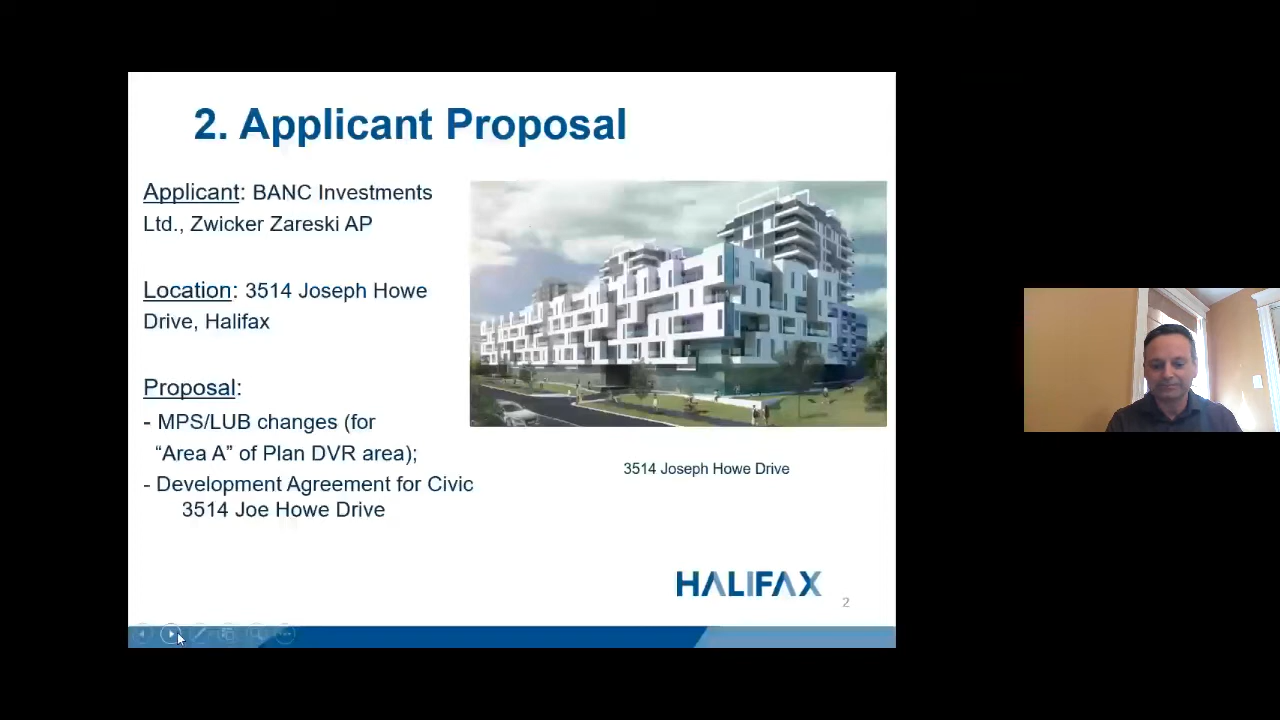 2. Applicant Proposal
Applicant: BANC Investments
Ltd., Zwicker Zareski AP
Location: 3514 Joseph Howe
Drive, Halifax
Proposal:
- MPS/LUB changes (for
“Area A” of Plan DVR area);
- Development Agreement for Civic
3514 Joe Howe Drive
3514 Joseph Howe Drive
HALIFAX
2